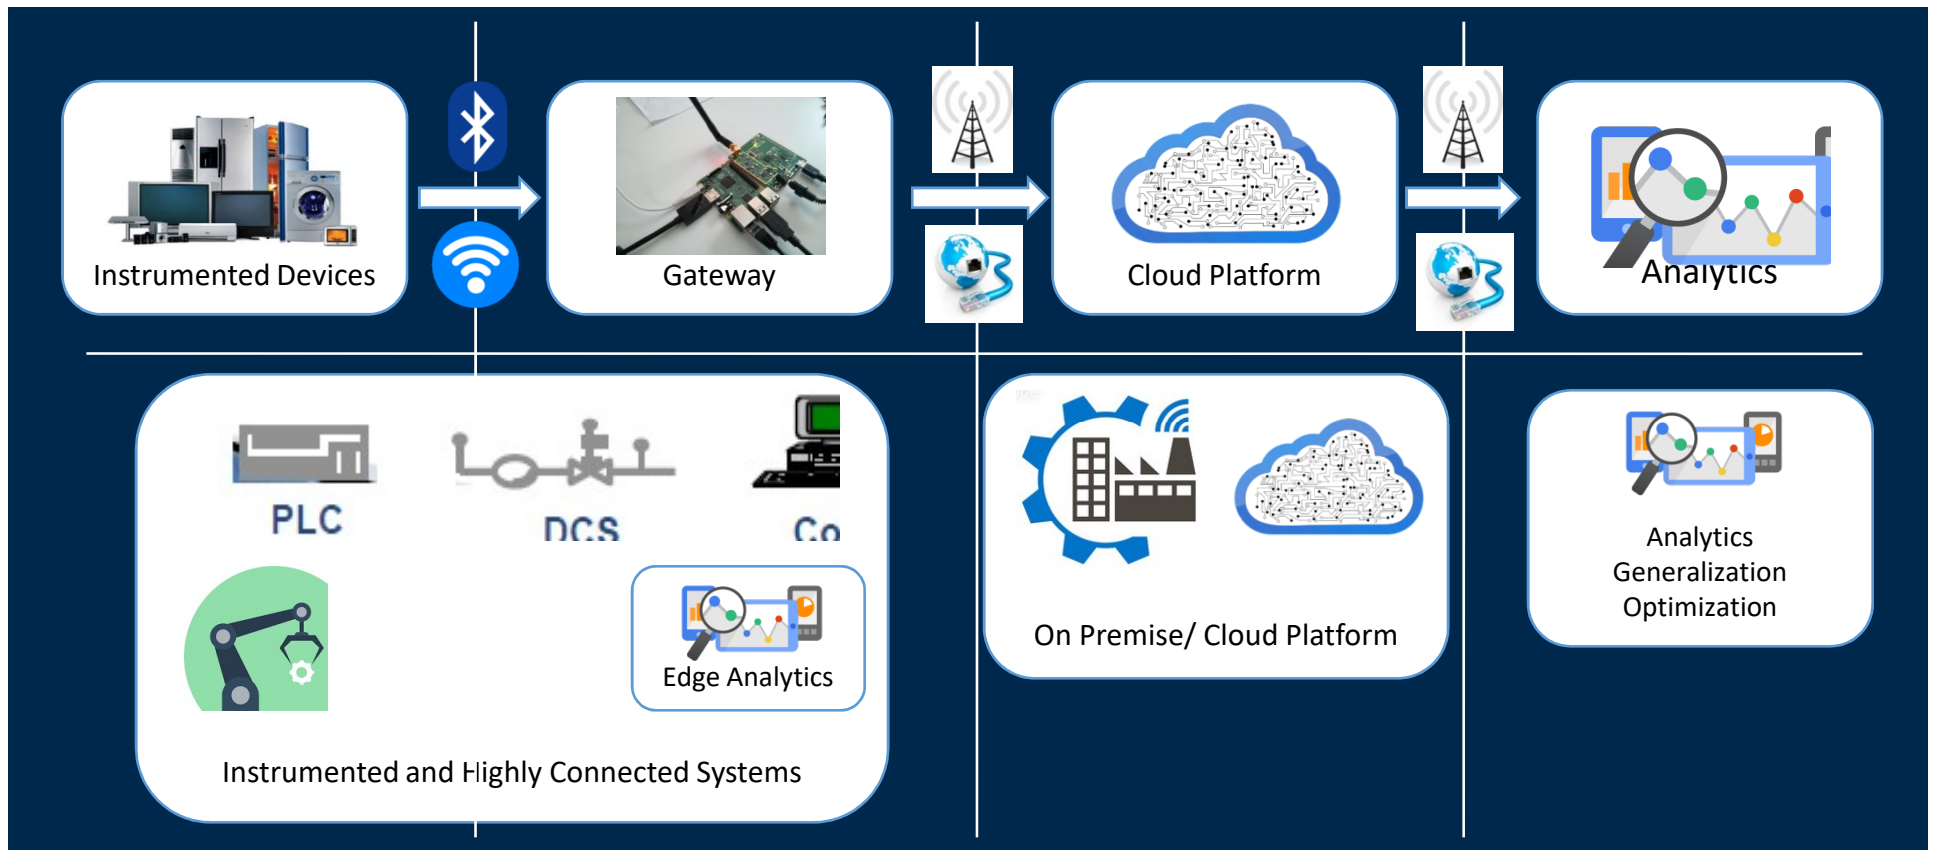 Instrumented Devices
Gateway
Cloud Platform
Analytics
PLC
DCS
Co
Edge Analytics
Instrumented and Highly Connected Systems
On Premise/ Cloud Platform
Analytics
Generalization
Optimization